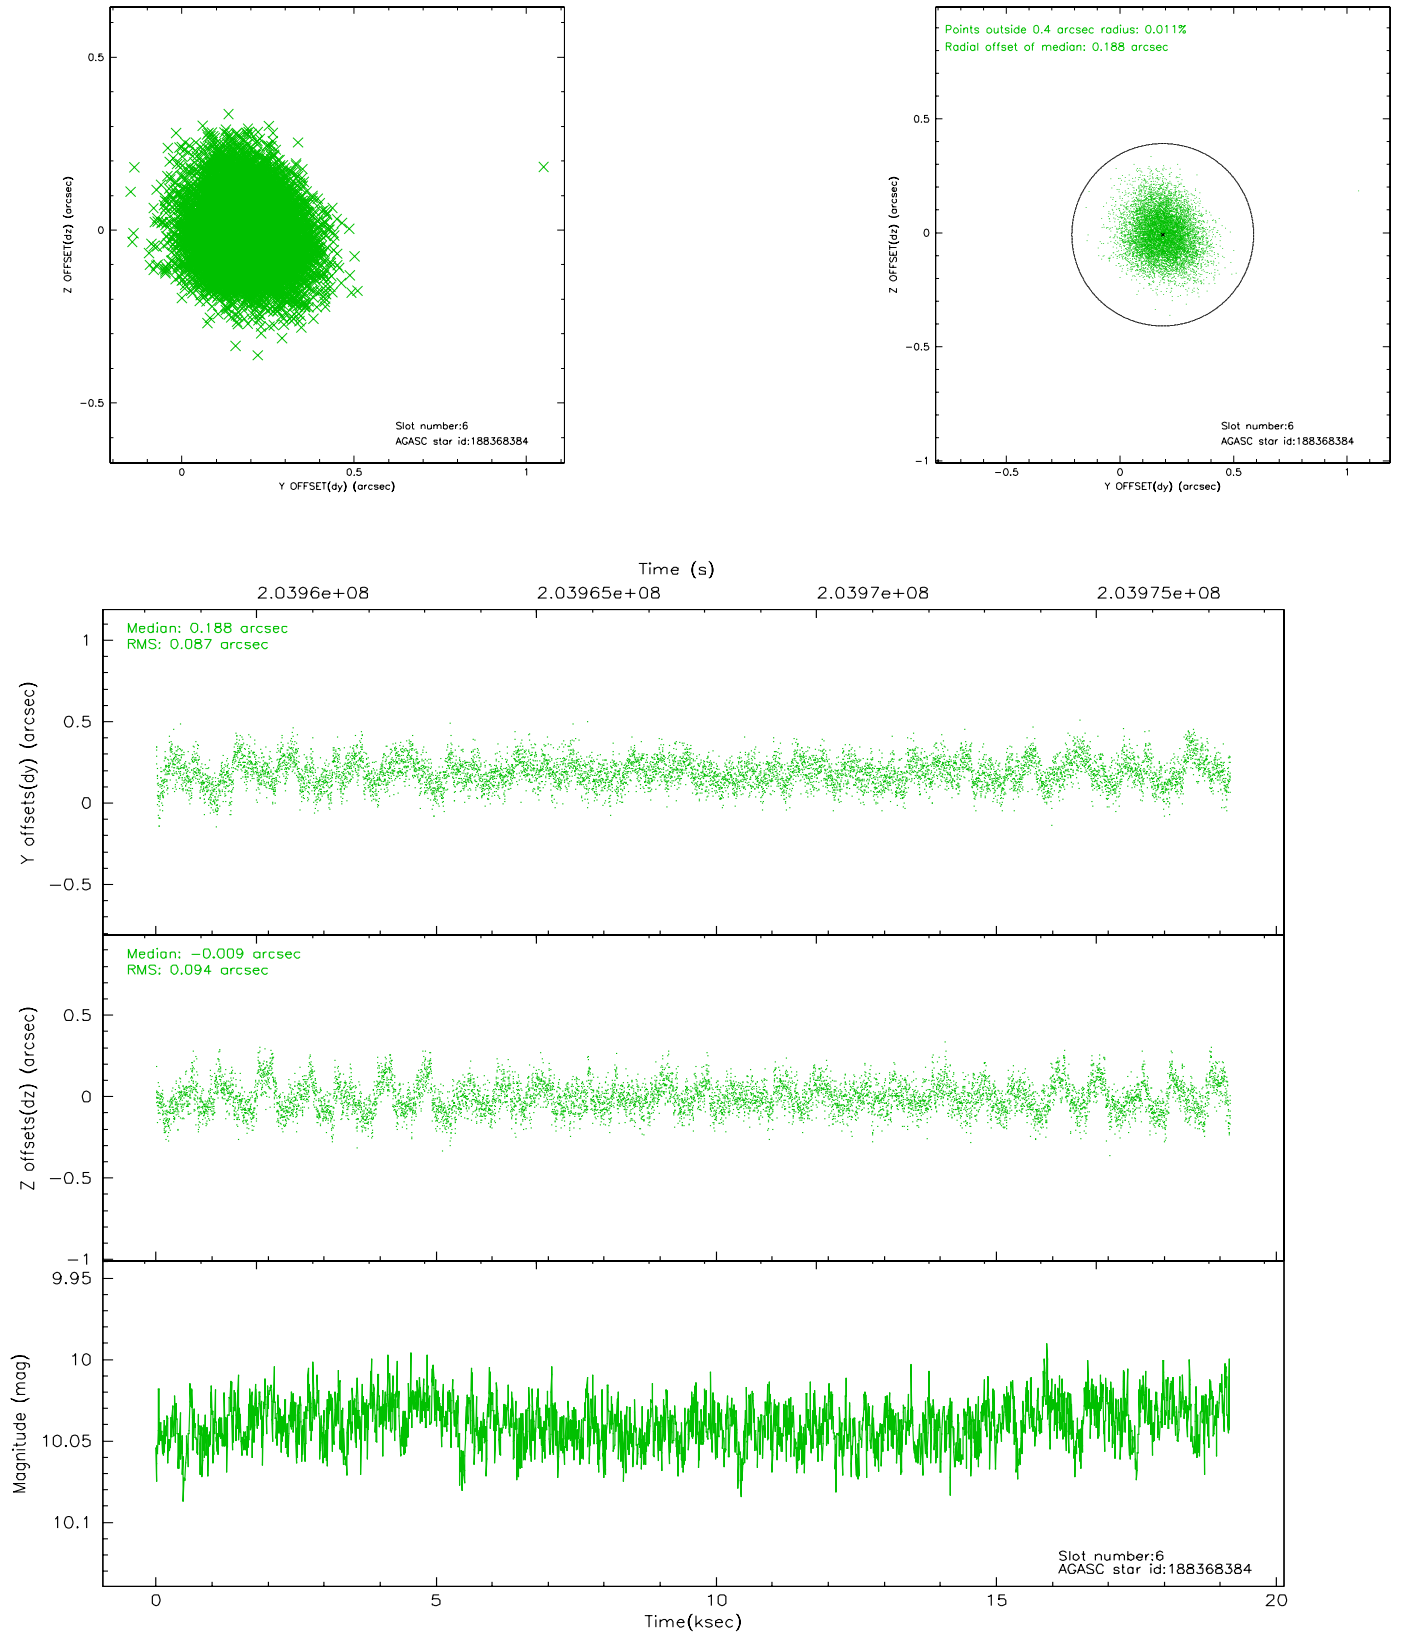 0.5
0
−0.5
Z OFFSET(dz) (arcsec)
0
0.5
1
Y OFFSET(dy) (arcsec)
Slot number:6
AGASC star id:188368384
Points outside 0.4 arcsec radius: 0.011%
Radial offset of median: 0.188 arcsec
0.5
0
−0.5
−1
Z OFFSET(dz) (arcsec)
−0.5
0
0.5
1
Y OFFSET(dy) (arcsec)
Slot number:6
AGASC star id:188368384
Time (s)
2.0396e+08
2.03965e+08
2.0397e+08
2.03975e+08
Median: 0.188 arcsec
RMS: 0.087 arcsec
1
0.5
0
−0.5
Y offsets(dy) (arcsec)
Median: −0.009 arcsec
RMS: 0.094 arcsec
0.5
0
−0.5
−1
Z offsets(dz) (arcsec)
9.95
10
10.05
10.1
Magnitude (mag)
Slot number:6
AGASC star id:188368384
0
5
10
15
20
Time(ksec)